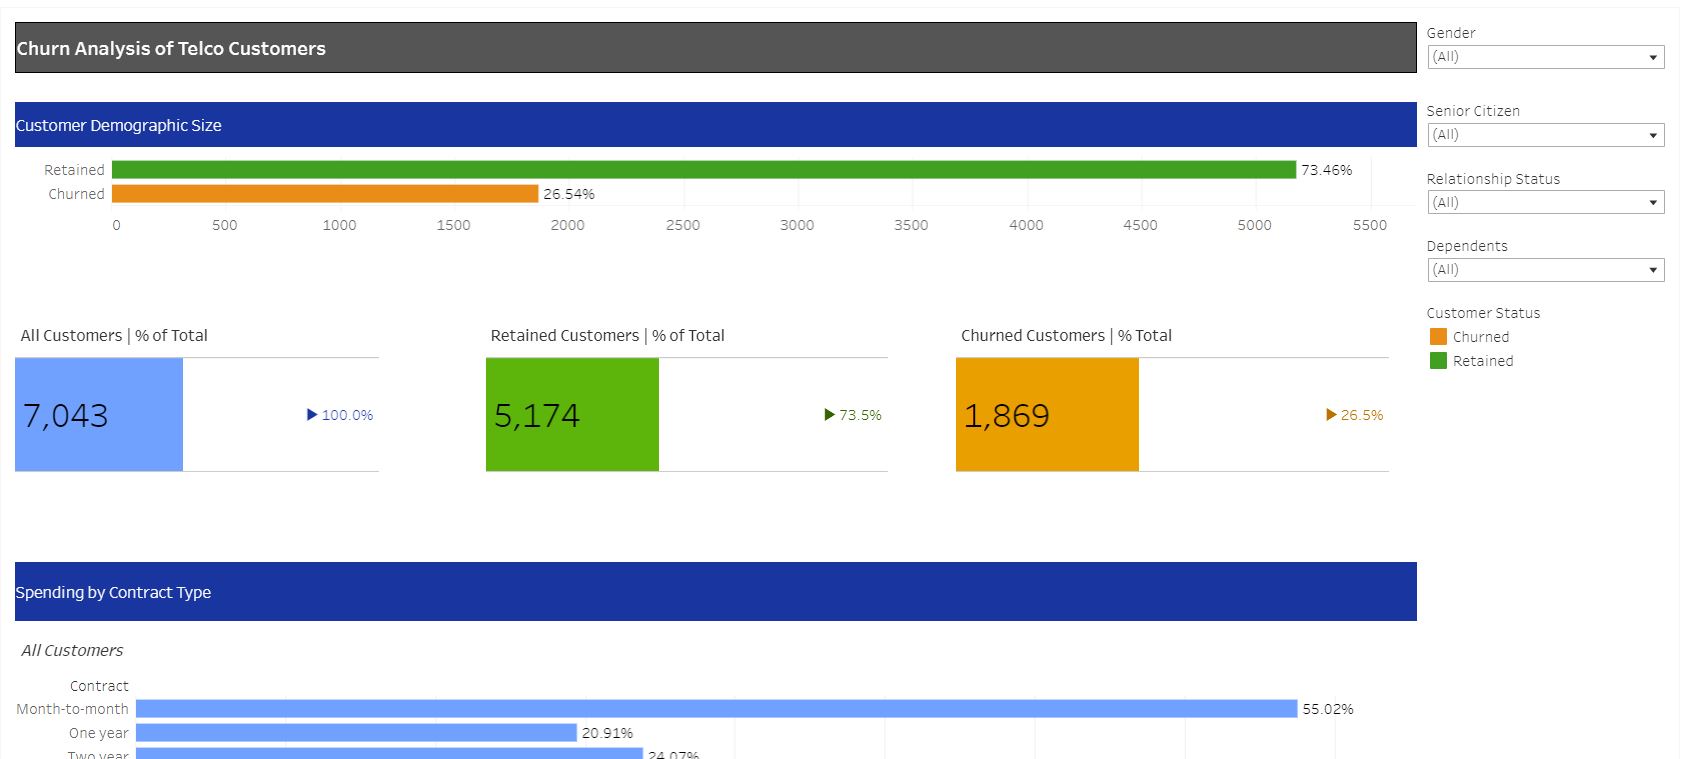 Churn Analysis of Telco Customers
Gender
(All)
Customer Demographic Size
Senior Citizen
(All)
Retained 73.46%
Churned 26.54%
0 500 1000 1500 2000 2500 3000 3500 4000 4500 5000 5500
Relationship Status
(All)
Dependents
(All)
Customer Status
Churned
Retained
All Customers | % of Total
7,043 100.0%
Retained Customers | % of Total
5,174 73.5%
Churned Customers | % Total
1,869 26.5%
Spending by Contract Type
All Customers
Contract
Month-to-month 55.02%
One year 20.91%
Two year 24.07%